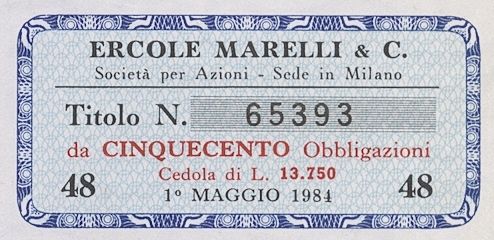 ERCOLE MARELLI & C.
Società per Azioni - Sede in Milano
Titolo N. 65393
da CINQUECENTO Obbligazioni
Cedola di L. 13.750
48 1º MAGGIO 1984 48